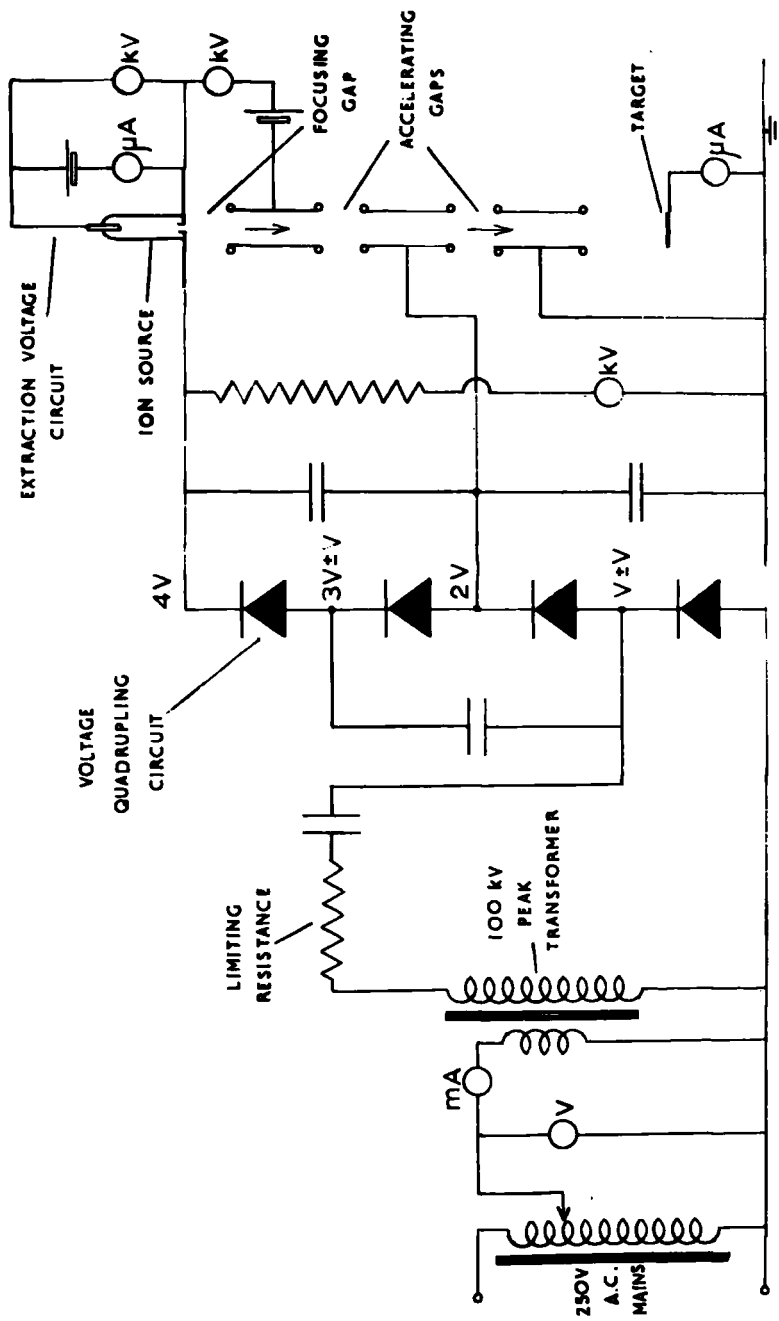 EXTRACTION VOLTAGE
CIRCUIT
ION SOURCE
μA
kV
kV
FOCUSING
GAP
ACCELERATING
GAPS
TARGET
μA
kV
VOLTAGE
QUADRUPLING
CIRCUIT
4V
3V±V
2V
V±V
LIMITING
RESISTANCE
100 kV
PEAK
TRANSFORMER
mA
V
250V
A.C.
MAINS